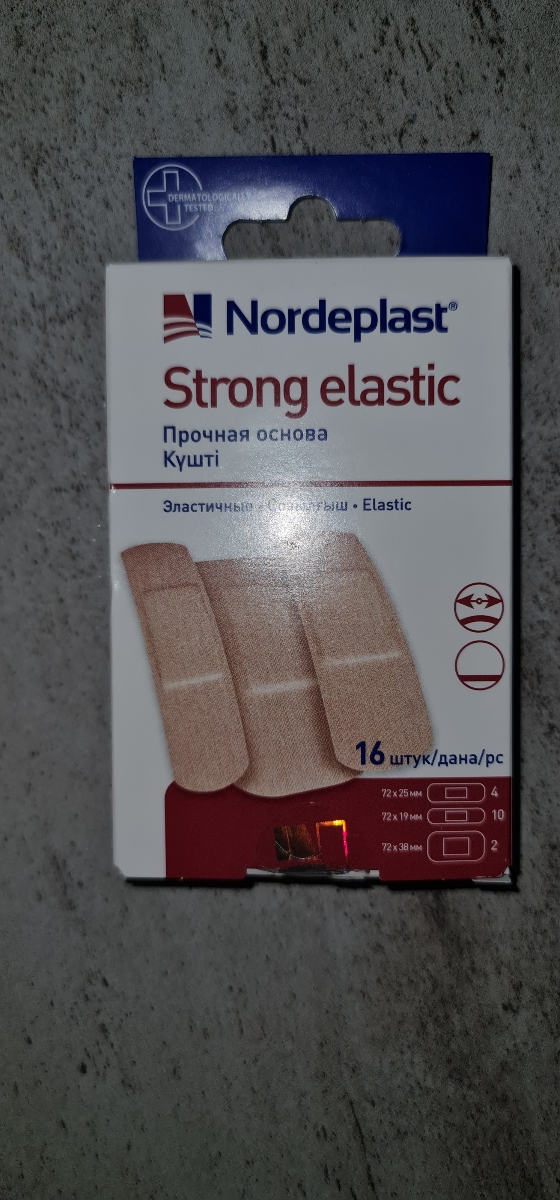 DERMATOLOGICALLY
TESTED
Nordeplast®
Strong elastic
Прочная основа
Күшті
Эластичные • Созылғыш • Elastic
16 штук/дана/pc
72 x 25 мм 4
72 x 19 мм 10
72 x 38 мм 2